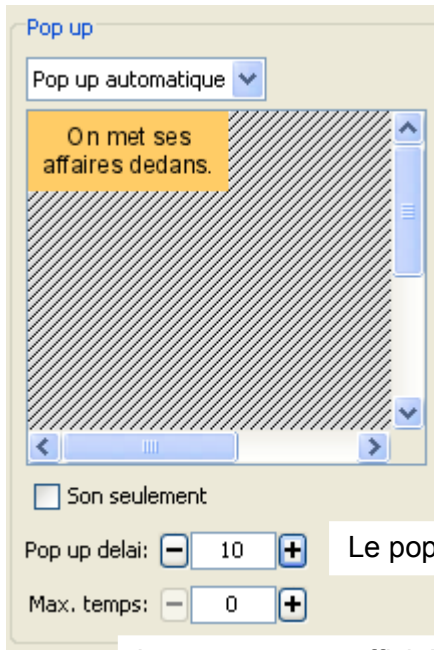 Pop up
Pop up automatique
On met ses
affaires dedans.
Son seulement
Pop up delai: 10
Le pop
Max. temps: 0